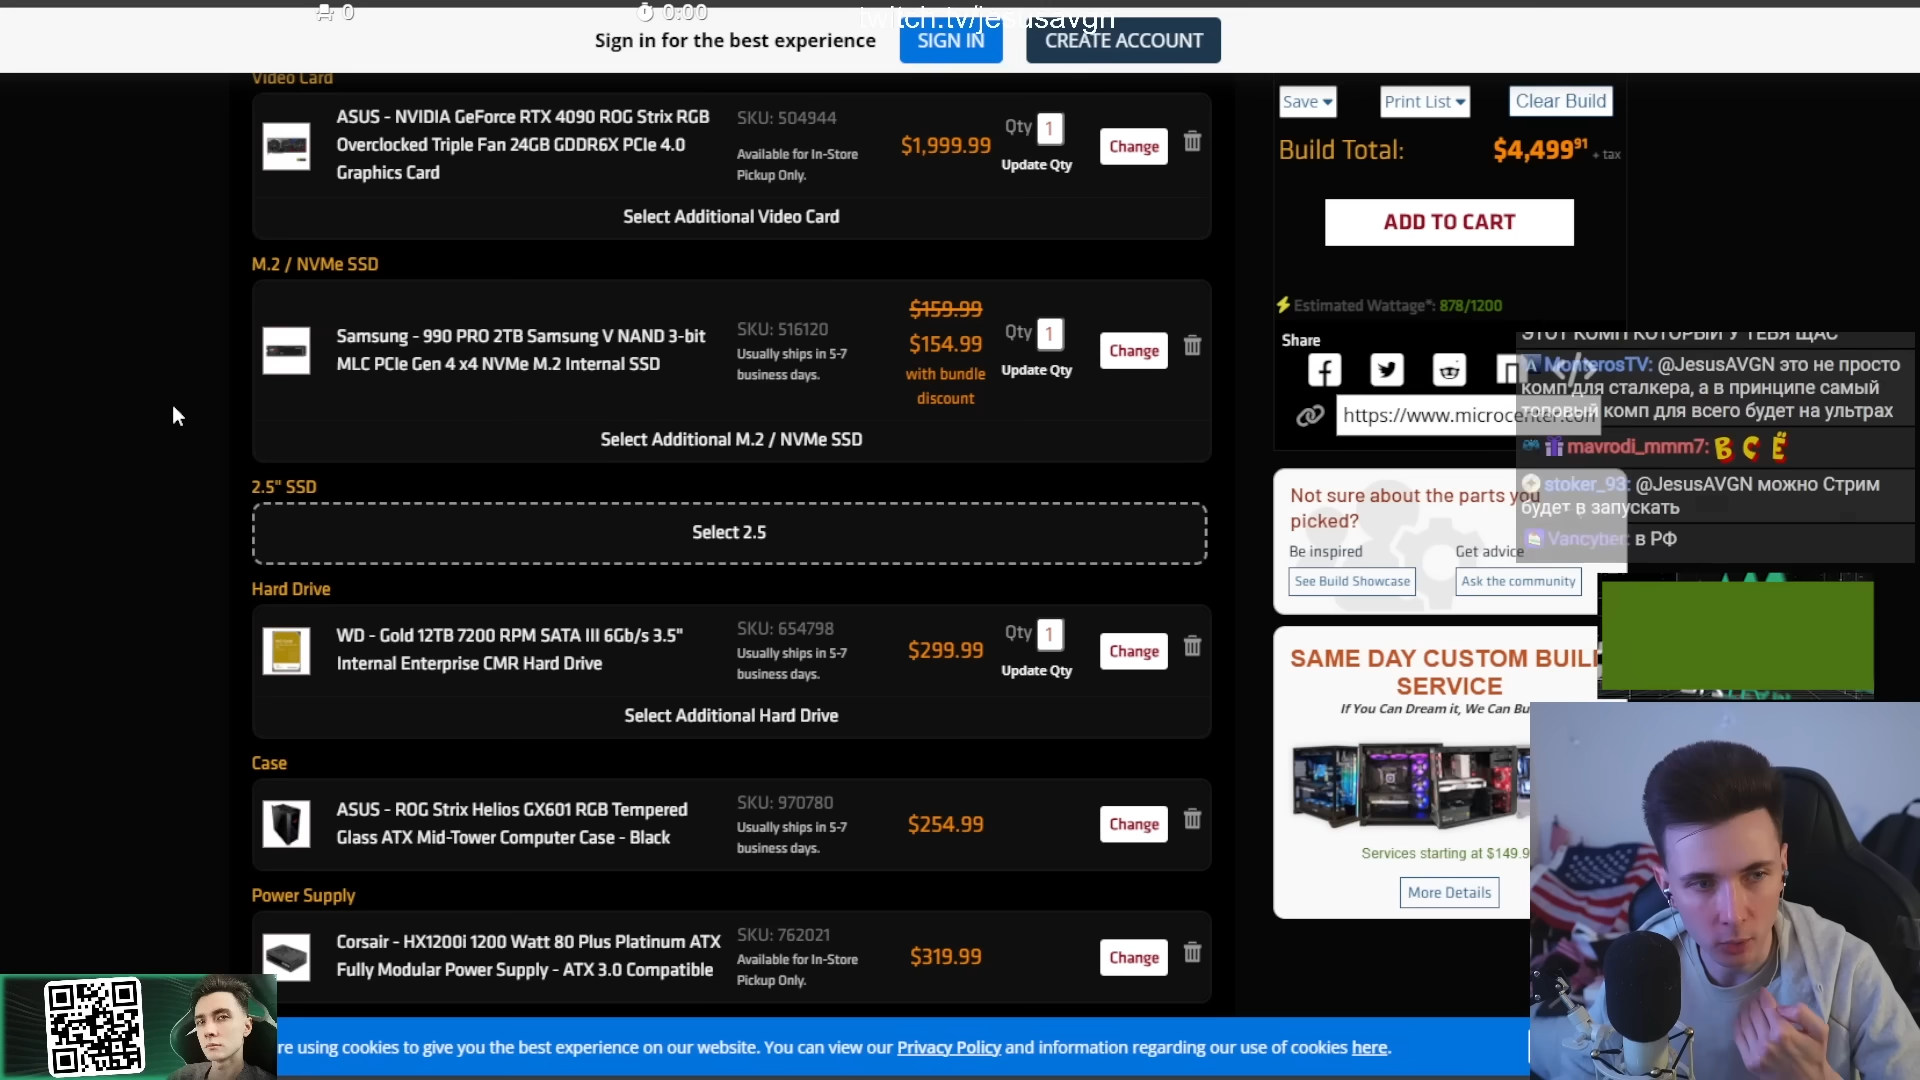 0
0:00
twitch.tv/jesusavgn
Sign in for the best experience
SIGN IN
CREATE ACCOUNT
Video Card
ASUS - NVIDIA GeForce RTX 4090 ROG Strix RGB
Overclocked Triple Fan 24GB GDDR6X PCIe 4.0
Graphics Card
SKU: 504944
Available for In-Store
Pickup Only.
$1,999.99
Qty 1
Update Qty
Change
Select Additional Video Card
M.2 / NVMe SSD
Samsung - 990 PRO 2TB Samsung V NAND 3-bit
MLC PCIe Gen 4 x4 NVMe M.2 Internal SSD
SKU: 516120
Usually ships in 5-7
business days.
$159.99
$154.99
with bundle
discount
Qty 1
Update Qty
Change
Select Additional M.2 / NVMe SSD
2.5" SSD
Select 2.5
Hard Drive
WD - Gold 12TB 7200 RPM SATA III 6Gb/s 3.5"
Internal Enterprise CMR Hard Drive
SKU: 654798
Usually ships in 5-7
business days.
$299.99
Qty 1
Update Qty
Change
Select Additional Hard Drive
Case
ASUS - ROG Strix Helios GX601 RGB Tempered
Glass ATX Mid-Tower Computer Case - Black
SKU: 970780
Usually ships in 5-7
business days.
$254.99
Change
Power Supply
Corsair - HX1200i 1200 Watt 80 Plus Platinum ATX
Fully Modular Power Supply - ATX 3.0 Compatible
SKU: 762021
Available for In-Store
Pickup Only.
$319.99
Change
re using cookies to give you the best experience on our website. You can view our Privacy Policy and information regarding our use of cookies here.
Save
Print List
Clear Build
Build Total: $4,49991 + tax
ADD TO CART
Estimated Wattage*: 878/1200
Share
https://www.microcenter.com
Not sure about the parts you
picked?
Be inspired
Get advice
See Build Showcase
Ask the community
SAME DAY CUSTOM BUIL
SERVICE
If You Can Dream it, We Can Bu
Services starting at $149.9
More Details
ЭТОТ КОМП КОТОРЫЙ У ТЕБЯ ЩАС
MonterosTV: @JesusAVGN это не просто
комп для сталкера, а в принципе самый
топовый комп для всего будет на ультрах
mavrodi_mmm7: В С Ё
stoker_93: @JesusAVGN можно Стрим
будет в запускать
Vancyber: в РФ